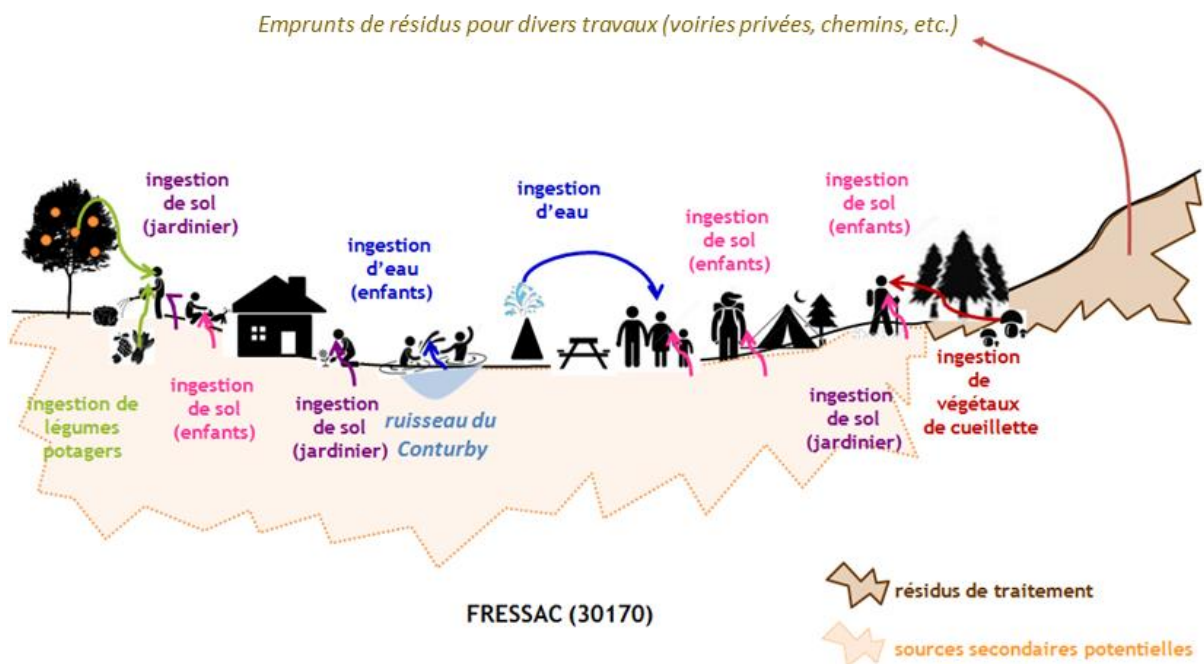 Emprunts de résidus pour divers travaux (voiries privées, chemins, etc.)
ingestion
de sol
(jardinier)
ingestion
d'eau
(enfants)
ingestion
d'eau
ingestion
de sol
(enfants)
ingestion
de sol
(enfants)
ingestion de
légumes
potagers
ingestion
de sol
(enfants)
ingestion
de sol
(jardinier)
ruisseau du
Conturby
ingestion
de sol
(jardinier)
ingestion
de
végétaux
de cueillette
FRESSAC (30170)
résidus de traitement
sources secondaires potentielles